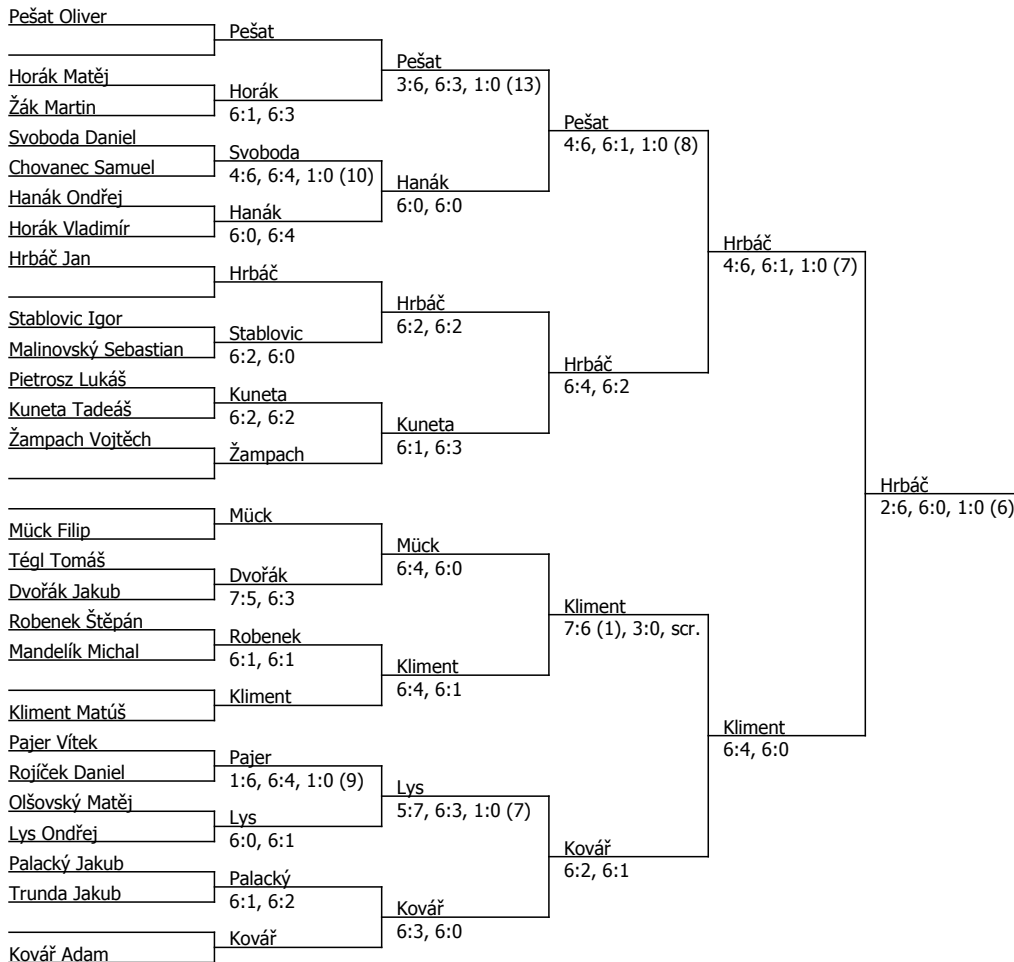 Pešat Oliver
Pešat
Pešat
3:6, 6:3, 1:0 (13)
Horák Matěj
Horák
6:1, 6:3
Žák Martin
Pešat
4:6, 6:1, 1:0 (8)
Svoboda Daniel
Svoboda
4:6, 6:4, 1:0 (10)
Chovanec Samuel
Hanák
6:0, 6:0
Hanák Ondřej
Hanák
6:0, 6:4
Horák Vladimír
Hrbáč
4:6, 6:1, 1:0 (7)
Hrbáč Jan
Hrbáč
Hrbáč
6:2, 6:2
Stablovic Igor
Stablovic
6:2, 6:0
Malinovský Sebastian
Hrbáč
6:4, 6:2
Pietrosz Lukáš
Kuneta
6:2, 6:2
Kuneta Tadeáš
Kuneta
6:1, 6:3
Žampach Vojtěch
Žampach
Hrbáč
2:6, 6:0, 1:0 (6)
Mück
Mück Filip
Mück
6:4, 6:0
Tégl Tomáš
Dvořák
7:5, 6:3
Dvořák Jakub
Kliment
7:6 (1), 3:0, scr.
Robenek Štěpán
Robenek
6:1, 6:1
Mandelík Michal
Kliment
6:4, 6:1
Kliment
Kliment Matúš
Kliment
6:4, 6:0
Pajer Vítek
Pajer
1:6, 6:4, 1:0 (9)
Rojíček Daniel
Lys
5:7, 6:3, 1:0 (7)
Olšovský Matěj
Lys
6:0, 6:1
Lys Ondřej
Kovář
6:2, 6:1
Palacký Jakub
Palacký
6:1, 6:2
Trunda Jakub
Kovář
6:3, 6:0
Kovář
Kovář Adam